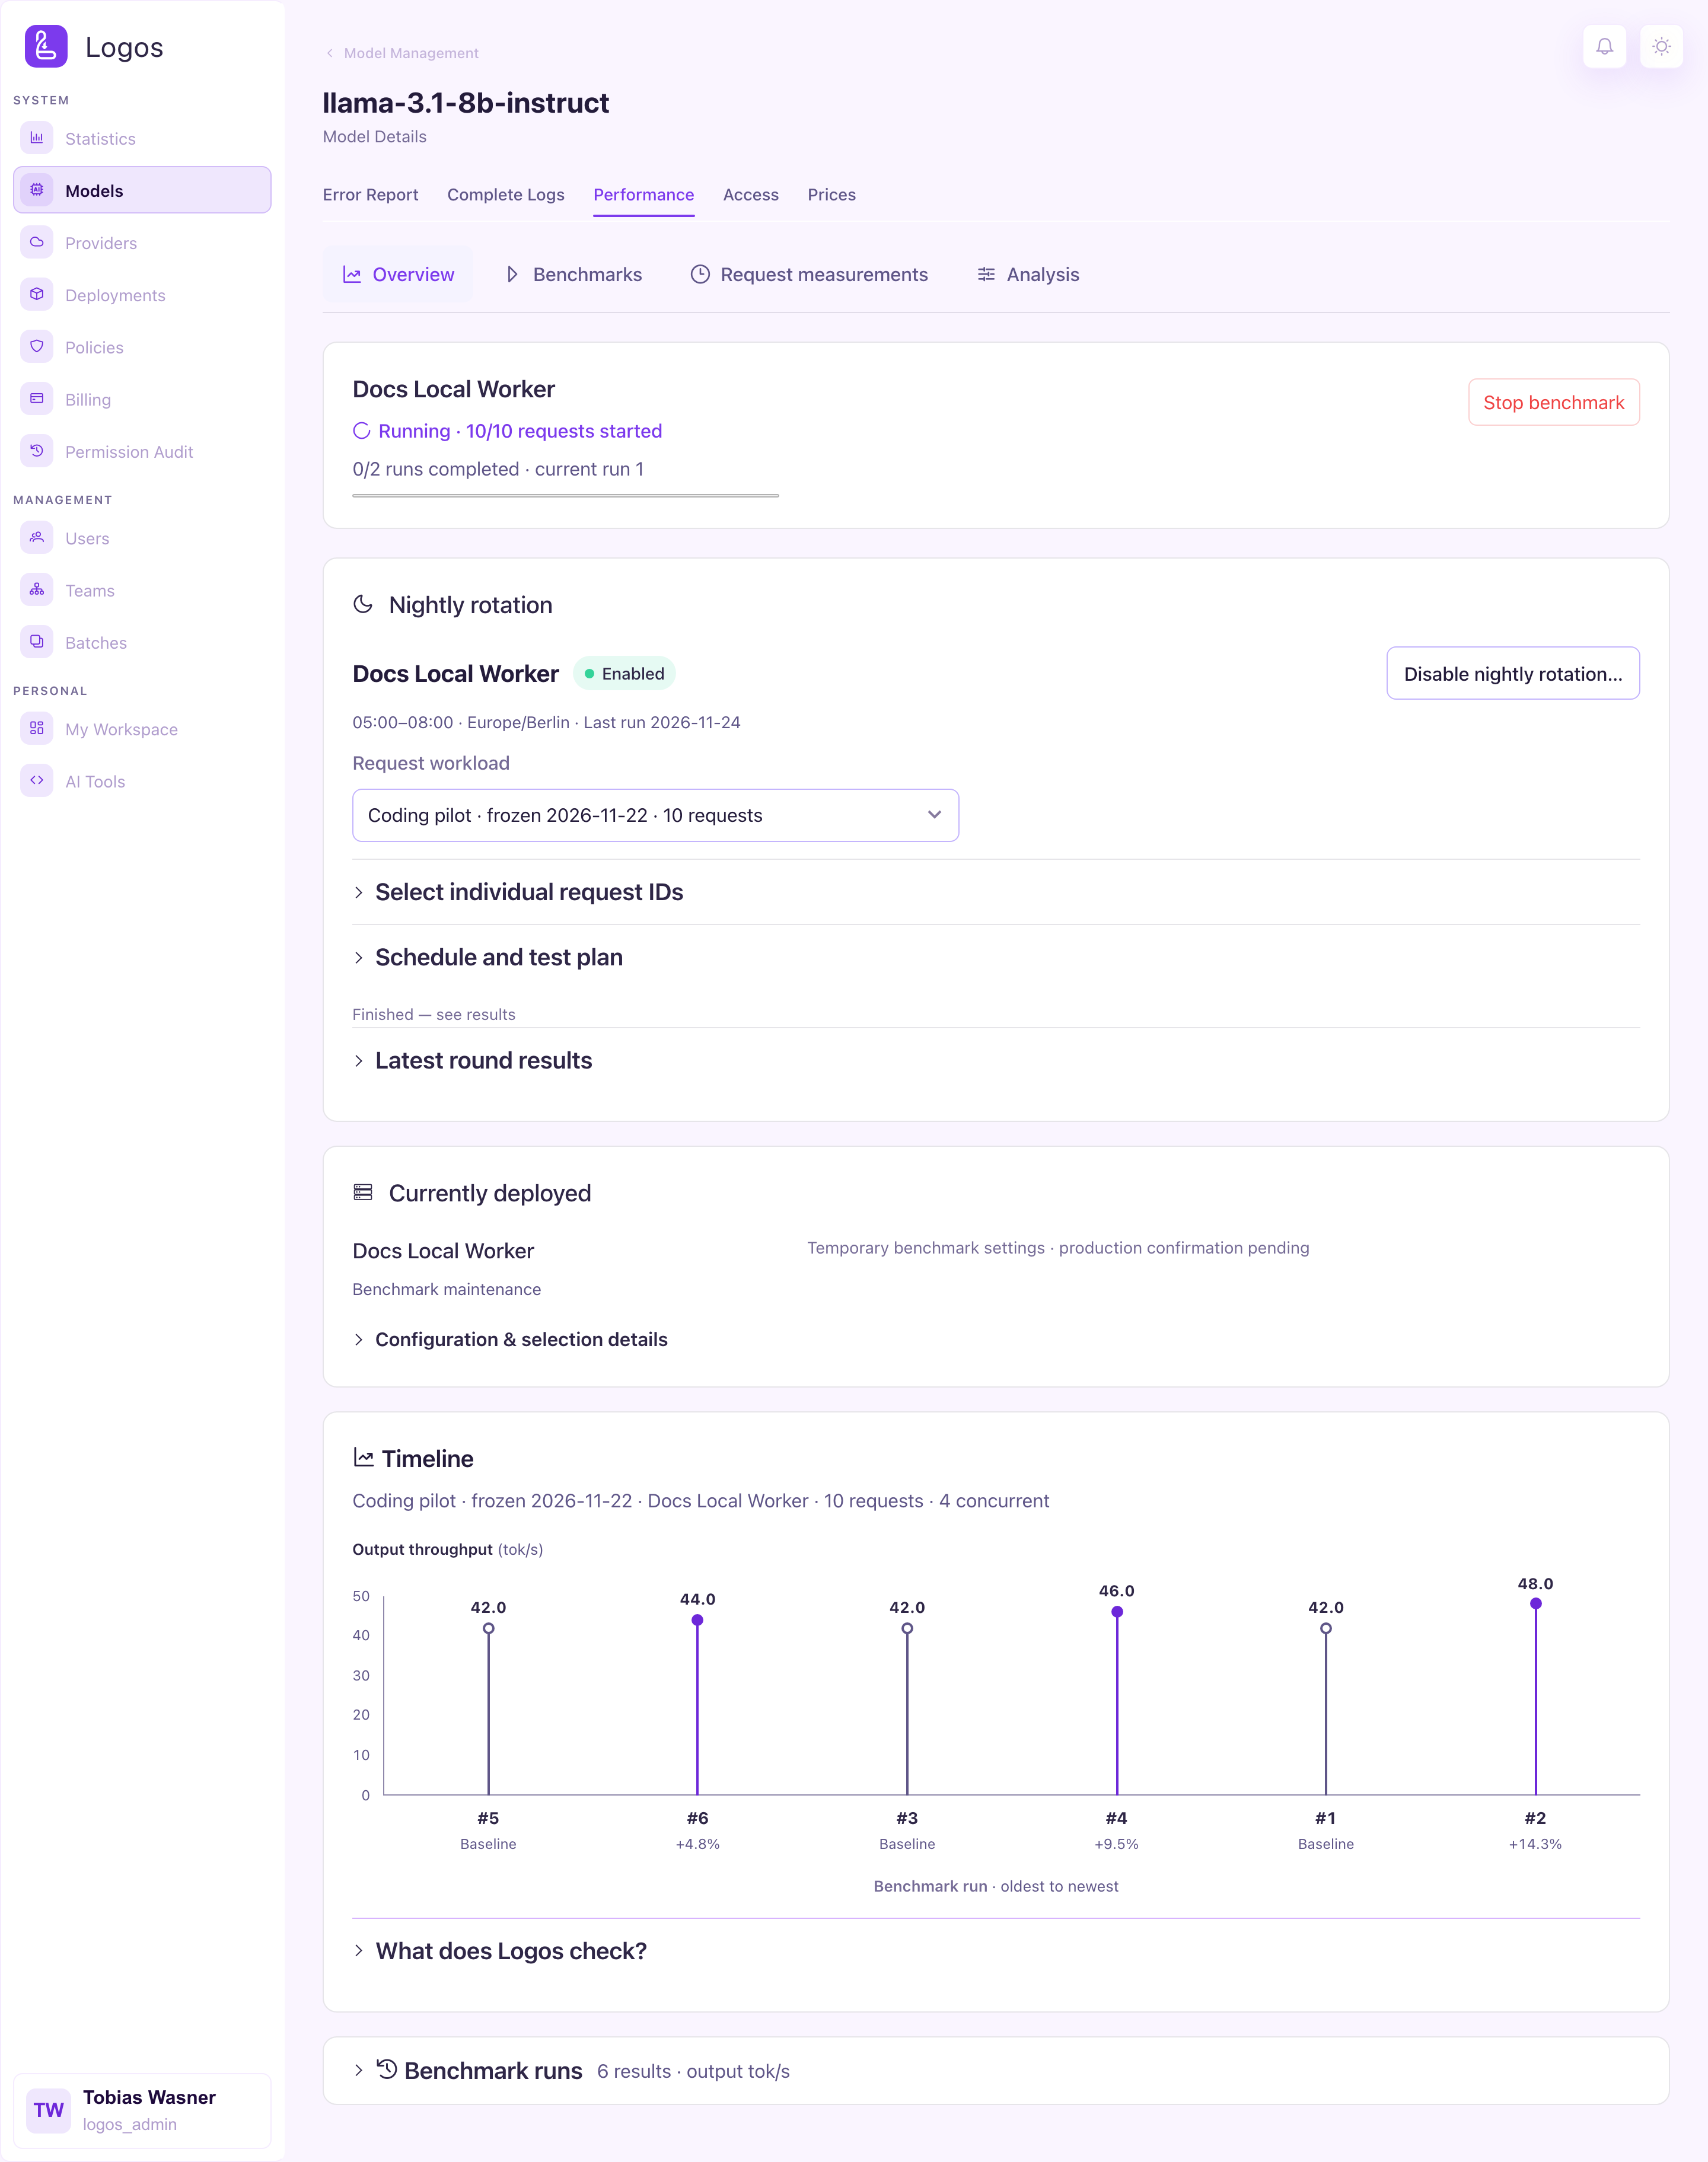 Logos
SYSTEM
Statistics
Models
Providers
Deployments
Policies
Billing
Permission Audit
MANAGEMENT
Users
Teams
Batches
PERSONAL
My Workspace
AI Tools
TW
Tobias Wasner
logos_admin
Model Management
llama-3.1-8b-instruct
Model Details
Error Report Complete Logs Performance Access Prices
Overview Benchmarks Request measurements Analysis
Docs Local Worker
Stop benchmark
Running · 10/10 requests started
0/2 runs completed · current run 1
Nightly rotation
Docs Local Worker Enabled
Disable nightly rotation...
05:00–08:00 · Europe/Berlin · Last run 2026-11-24
Request workload
Coding pilot · frozen 2026-11-22 · 10 requests
Select individual request IDs
Schedule and test plan
Finished — see results
Latest round results
Currently deployed
Docs Local Worker
Temporary benchmark settings · production confirmation pending
Benchmark maintenance
Configuration & selection details
Timeline
Coding pilot · frozen 2026-11-22 · Docs Local Worker · 10 requests · 4 concurrent
Output throughput (tok/s)
50
40
30
20
10
0
42.0 44.0 42.0 46.0 42.0 48.0
#5 #6 #3 #4 #1 #2
Baseline +4.8% Baseline +9.5% Baseline +14.3%
Benchmark run · oldest to newest
What does Logos check?
Benchmark runs 6 results · output tok/s